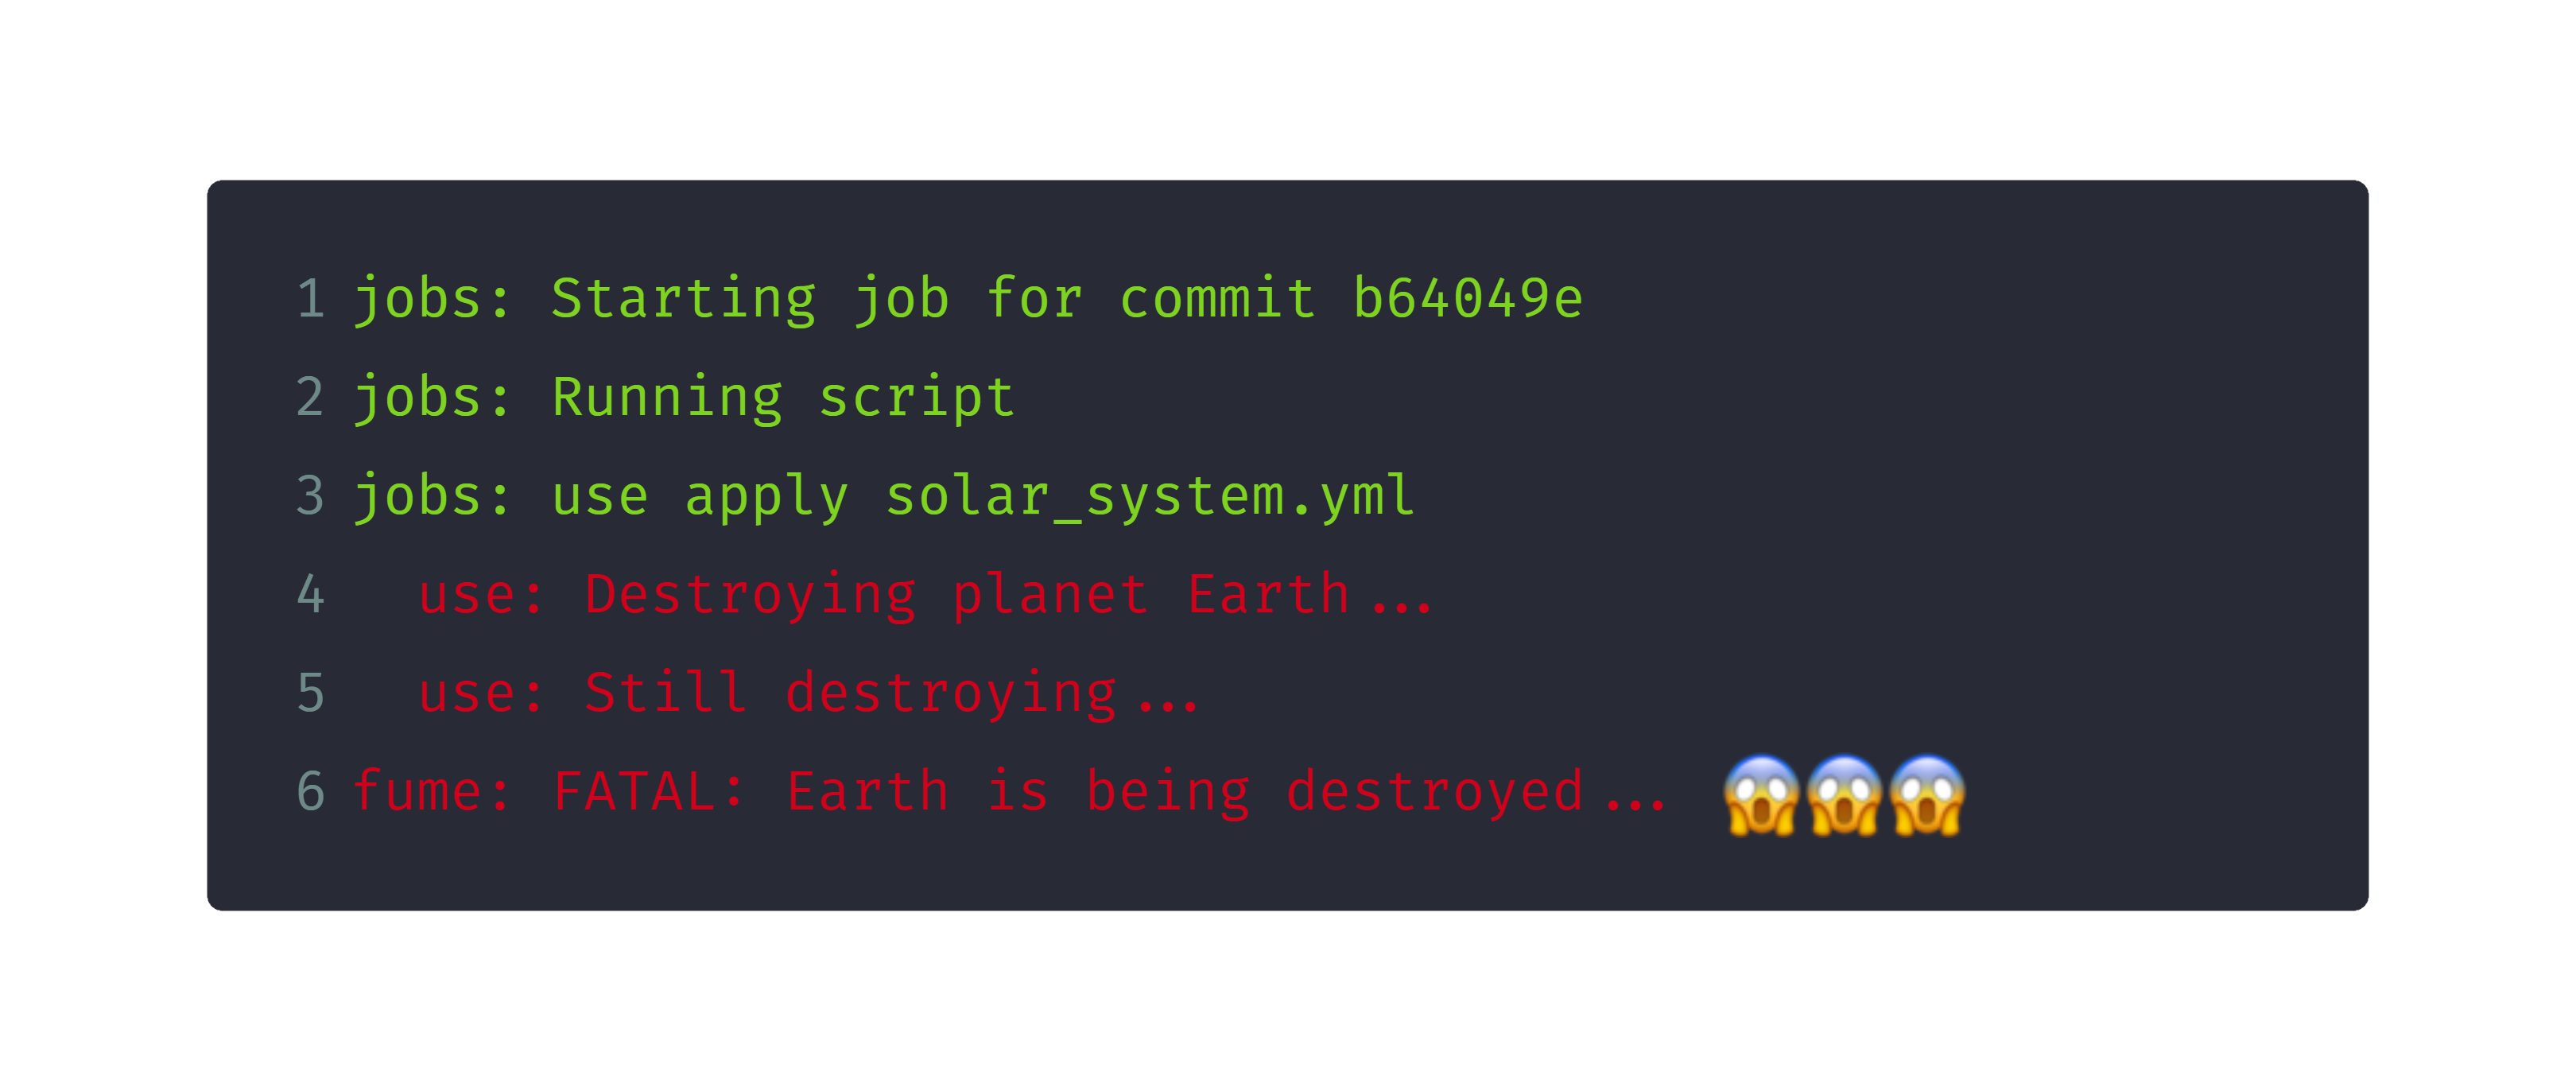 1 jobs: Starting job for commit b64049e
2 jobs: Running script
3 jobs: use apply solar_system.yml
4   use: Destroying planet Earth...
5   use: Still destroying...
6 fume: FATAL: Earth is being destroyed... 😱😱😱